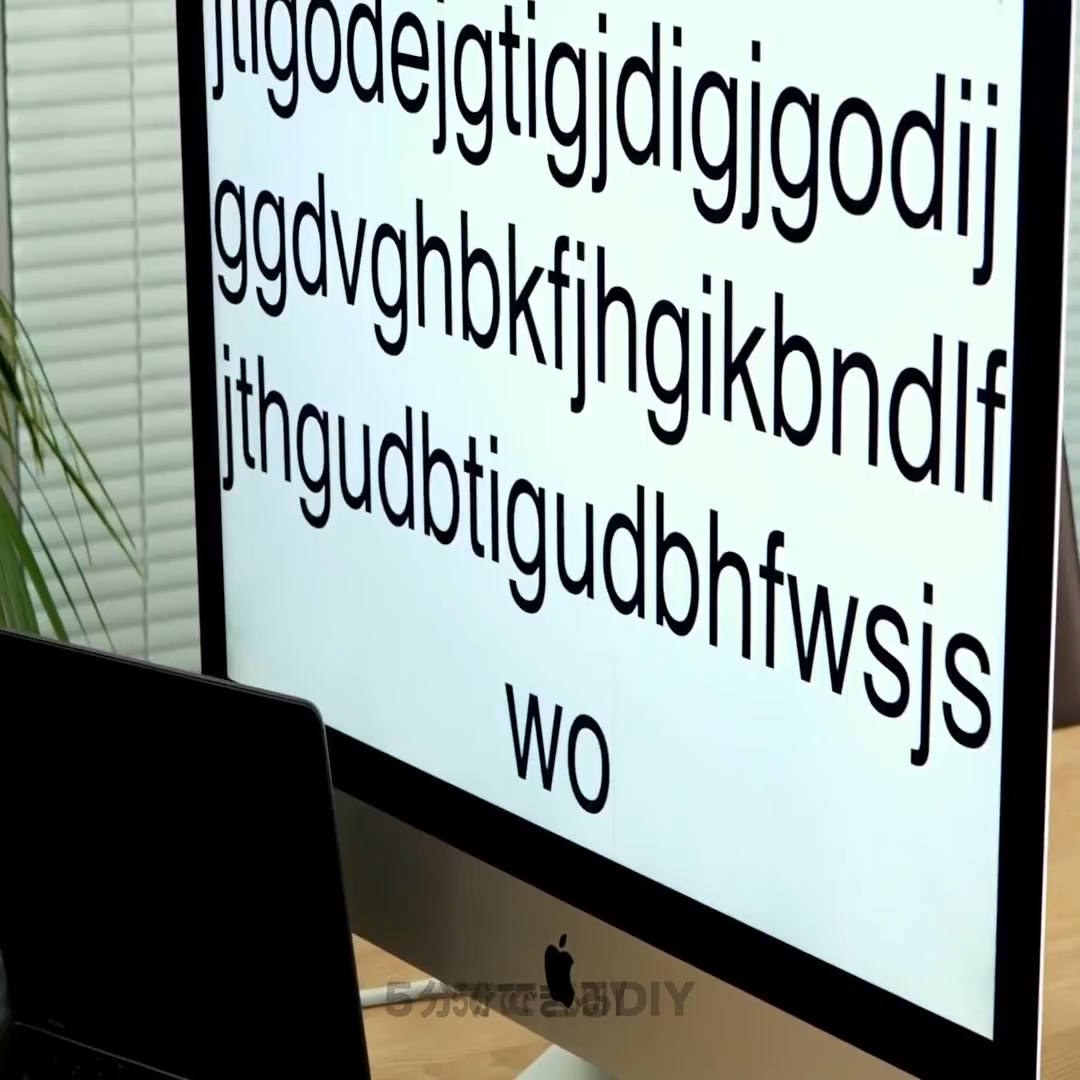 jtigodejgtigjdigjgodij
ggdvghbkfjhgikbndlf
jthgudbtigudbhfwsjs
wo
5分でできるDIY